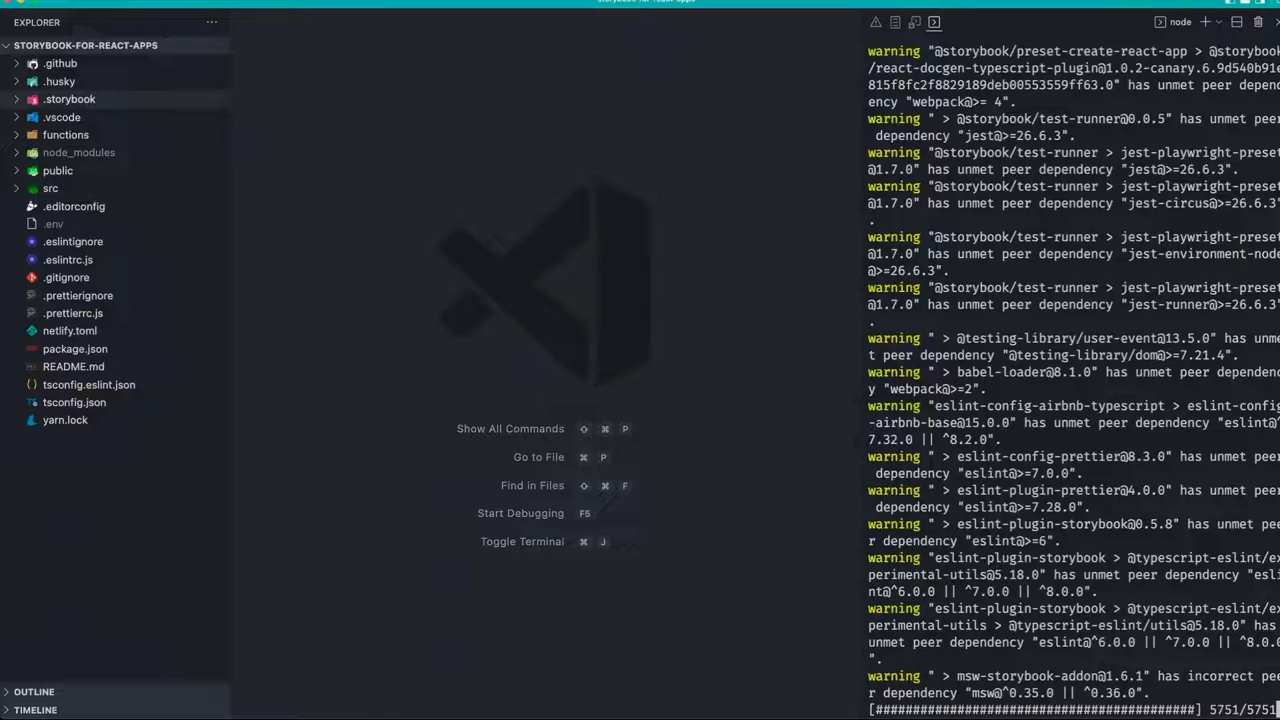 storybook-for-react-apps
EXPLORER
STORYBOOK-FOR-REACT-APPS
.github
.husky
.storybook
.vscode
functions
node_modules
public
src
.editorconfig
.env
.eslintignore
.eslintrc.js
.gitignore
.prettierignore
.prettierrc.js
netlify.toml
package.json
README.md
tsconfig.eslint.json
tsconfig.json
yarn.lock
OUTLINE
TIMELINE
Show All Commands ⇧ ⌘ P
Go to File ⌘ P
Find in Files ⇧ ⌘ F
Start Debugging F5
Toggle Terminal ⌘ J
node
warning "@storybook/preset-create-react-app > @storybook
/react-docgen-typescript-plugin@1.0.2-canary.6.9d540b91e
815f8fc2f8829189deb00553559ff63.0" has unmet peer depend
ency "webpack@>= 4".
warning " > @storybook/test-runner@0.0.5" has unmet peer
dependency "jest@>=26.6.3".
warning "@storybook/test-runner > jest-playwright-preset
@1.7.0" has unmet peer dependency "jest@>=26.6.3".
warning "@storybook/test-runner > jest-playwright-preset
@1.7.0" has unmet peer dependency "jest-circus@>=26.6.3"
.
warning "@storybook/test-runner > jest-playwright-preset
@1.7.0" has unmet peer dependency "jest-environment-node
@>=26.6.3".
warning "@storybook/test-runner > jest-playwright-preset
@1.7.0" has unmet peer dependency "jest-runner@>=26.6.3"
.
warning " > @testing-library/user-event@13.5.0" has unme
t peer dependency "@testing-library/dom@>=7.21.4".
warning " > babel-loader@8.1.0" has unmet peer dependenc
y "webpack@>=2".
warning "eslint-config-airbnb-typescript > eslint-config
-airbnb-base@15.0.0" has unmet peer dependency "eslint@^
7.32.0 || ^8.2.0".
warning " > eslint-config-prettier@8.3.0" has unmet peer
dependency "eslint@>=7.0.0".
warning " > eslint-plugin-prettier@4.0.0" has unmet peer
dependency "eslint@>=7.28.0".
warning " > eslint-plugin-storybook@0.5.8" has unmet pee
r dependency "eslint@>=6".
warning "eslint-plugin-storybook > @typescript-eslint/ex
perimental-utils@5.18.0" has unmet peer dependency "esli
nt@^6.0.0 || ^7.0.0 || ^8.0.0".
warning "eslint-plugin-storybook > @typescript-eslint/ex
perimental-utils > @typescript-eslint/utils@5.18.0" has
unmet peer dependency "eslint@^6.0.0 || ^7.0.0 || ^8.0.0
".
warning " > msw-storybook-addon@1.6.1" has incorrect pee
r dependency "msw@^0.35.0 || ^0.36.0".
[###########################################] 5751/5751